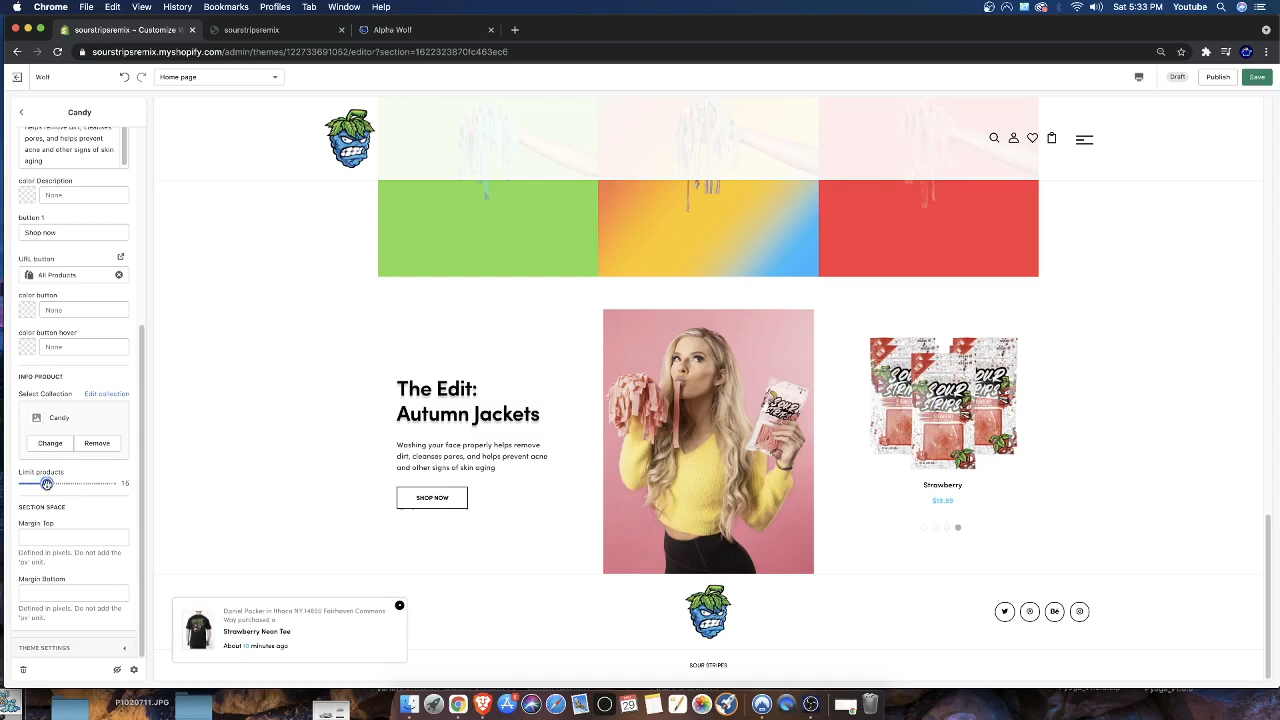 Chrome File Edit View History Bookmarks Profiles Tab Window Help Sat 5:33 PM Youtube
sourstripsremix ~ Customize W sourstripsremix Alpha Wolf
sourstripsremix.myshopify.com/admin/themes/122733691052/editor?section=1622323870fc463ec6
Wolf Home page Draft Publish Save
Candy
helps remove dirt, cleanses
pores, and helps prevent
acne and other signs of skin
aging
color Description
None
button 1
Shop now
URL button
All Products
color button
None
color button hover
None
INFO PRODUCT
Select Collection Edit collection
Candy
Change Remove
Limit products
15
SECTION SPACE
Margin Top
Defined in pixels. Do not add the
'px' unit.
Margin Bottom
Defined in pixels. Do not add the
'px' unit.
THEME SETTINGS
The Edit:
Autumn Jackets
Washing your face properly helps remove
dirt, cleanses pores, and helps prevent acne
and other signs of skin aging
SHOP NOW
SOUR
STRIPS
SOUR
STRIPS
Strawberry
$19.99
Daniel Packer in Ithaca NY 14850 Fairhaven Commons
Way purchased a
Strawberry Neon Tee
About 10 minutes ago
SOUR STRIPES
P1020711.JPG